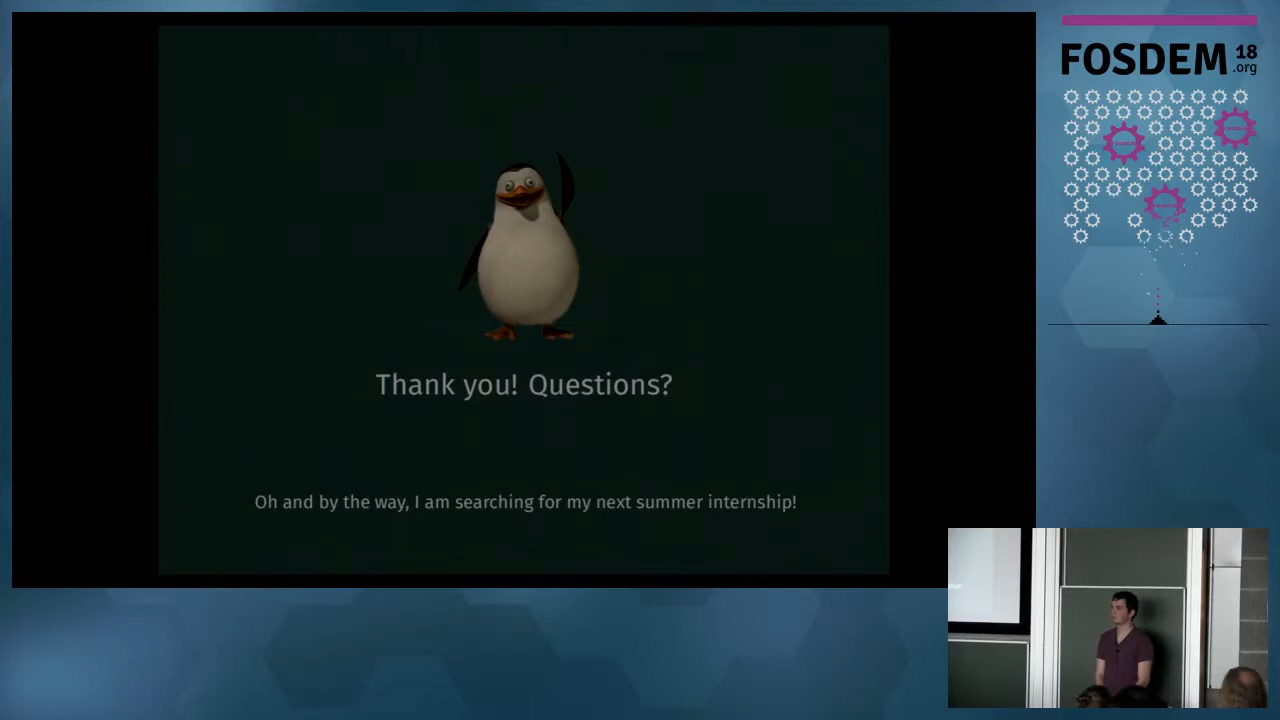 Thank you! Questions?
Oh and by the way, I am searching for my next summer internship!
FOSDEM 18
.org